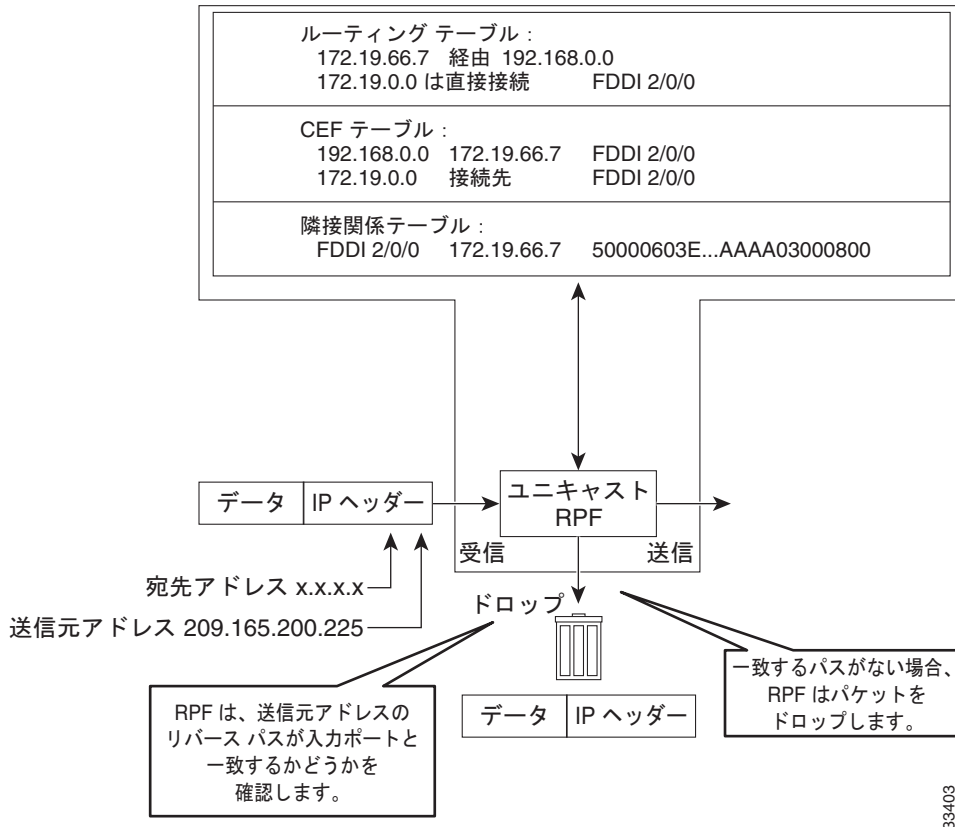 ルーティング テーブル：
172.19.66.7 経由 192.168.0.0
172.19.0.0 は直接接続 FDDI 2/0/0
CEF テーブル：
192.168.0.0 172.19.66.7 FDDI 2/0/0
172.19.0.0 接続先 FDDI 2/0/0
隣接関係テーブル：
FDDI 2/0/0 172.19.66.7 50000603E...AAAA03000800
データ IP ヘッダー
ユニキャスト
RPF
受信 送信
宛先アドレス x.x.x.x
送信元アドレス 209.165.200.225
ドロップ
RPF は、送信元アドレスの
リバース パスが入力ポートと
一致するかどうかを
確認します。
データ IP ヘッダー
一致するパスがない場合、
RPF はパケットを
ドロップします。
33403